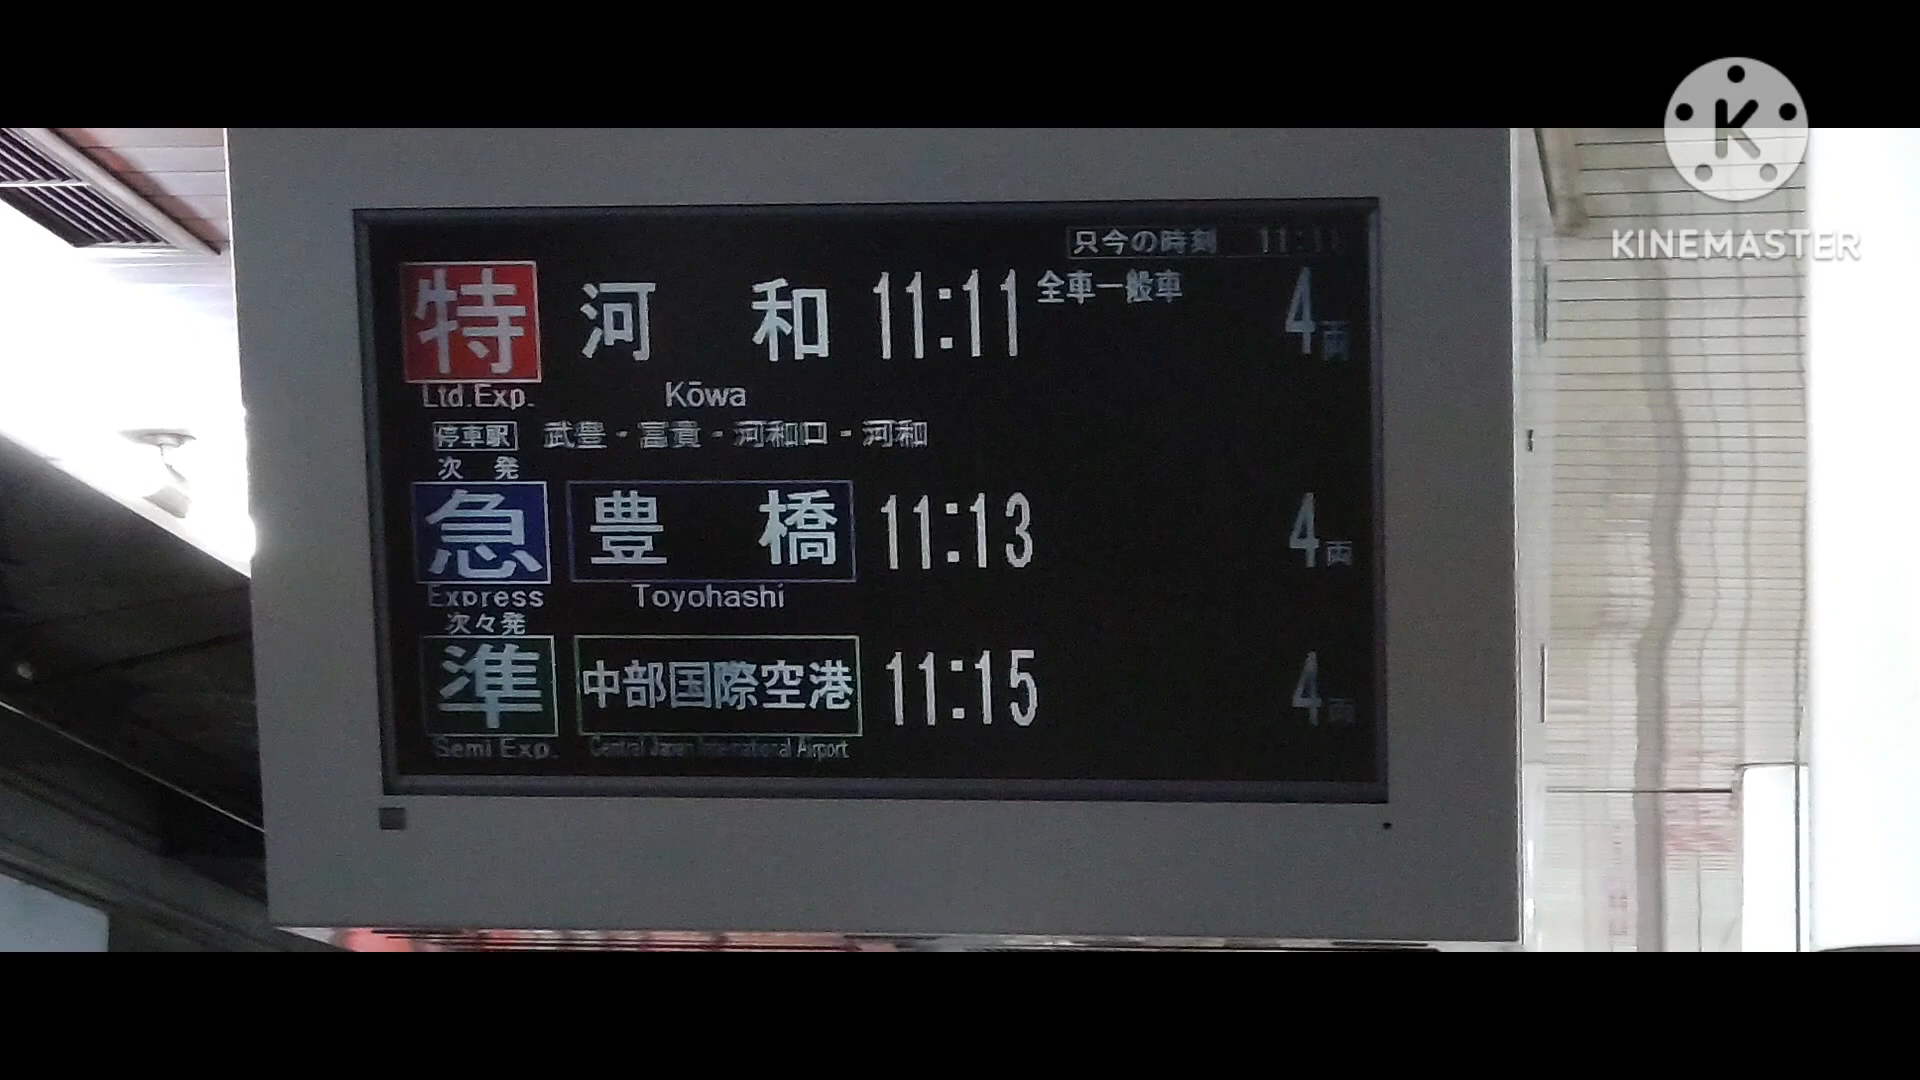 K
KINEMASTER
只今の時刻
特 河 和 11:11 全車一般車 4両
Ltd.Exp. Kōwa
停車駅 武豊 - 富貴 - 河和口 - 河和
次 発
急 豊 橋 11:13 4両
Express Toyohashi
次々発
準 中部国際空港 11:15 4両
Semi Exp. Central Japan International Airport